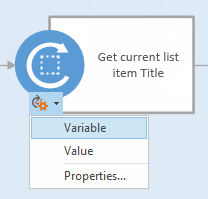 Get current list
item Title
Variable
Value
Properties...